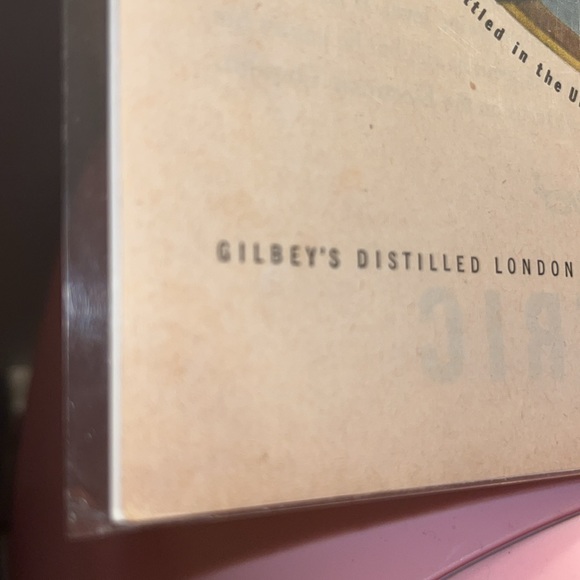 ttled in the U
GILBEY'S DISTILLED LONDON